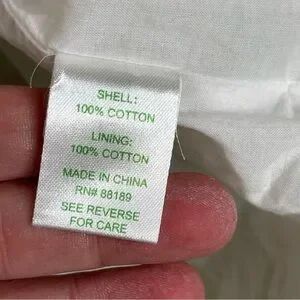 SHELL:
100% COTTON
LINING:
100% COTTON
MADE IN CHINA
RN# 88189
SEE REVERSE
FOR CARE